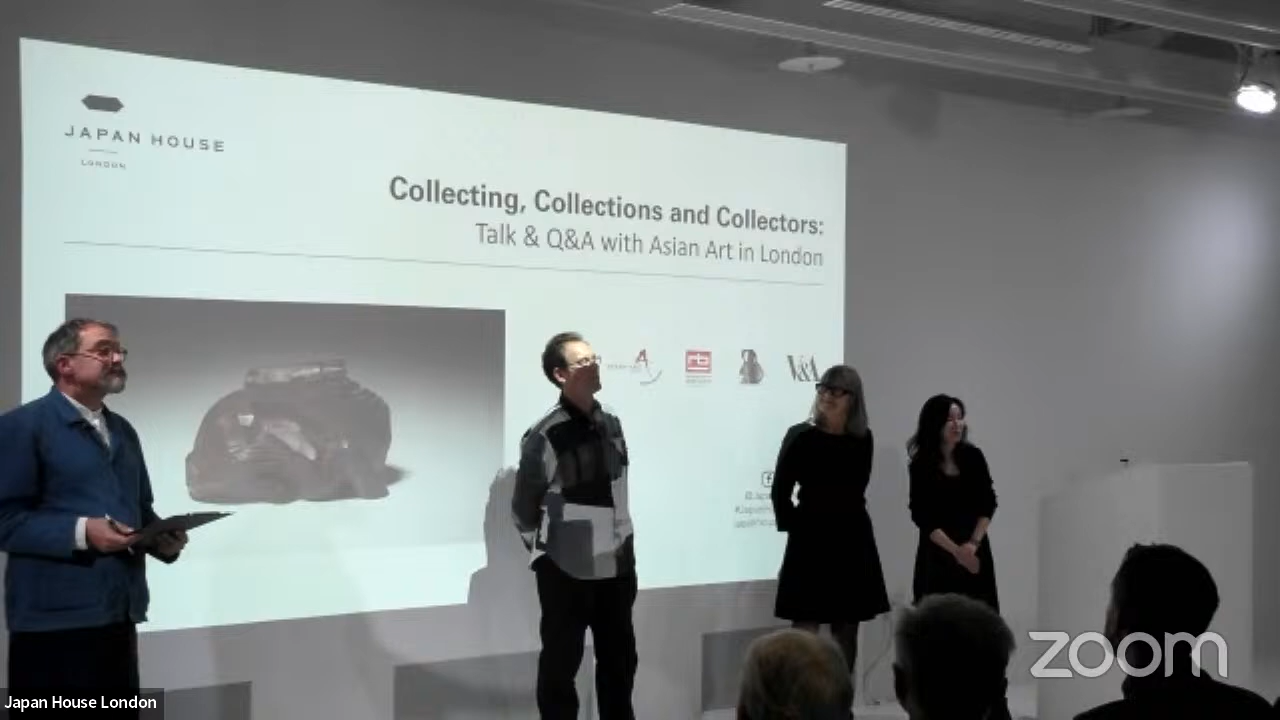 JAPAN HOUSE
LONDON
Collecting, Collections and Collectors:
Talk & Q&A with Asian Art in London
V&A
zoom
Japan House London